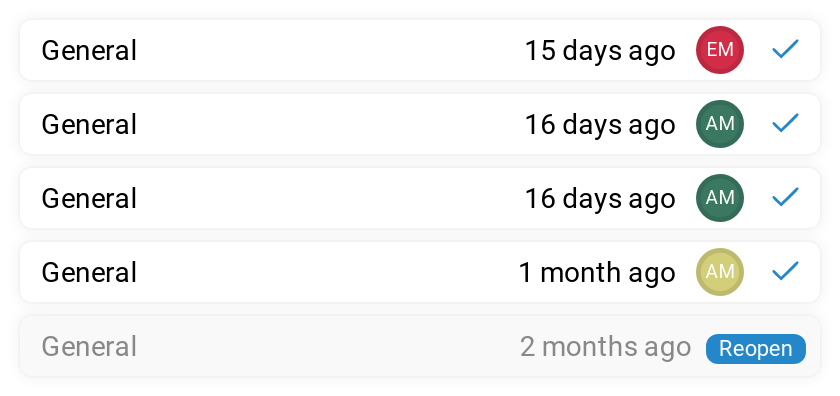 General 15 days ago EM
General 16 days ago AM
General 16 days ago AM
General 1 month ago AM
General 2 months ago Reopen